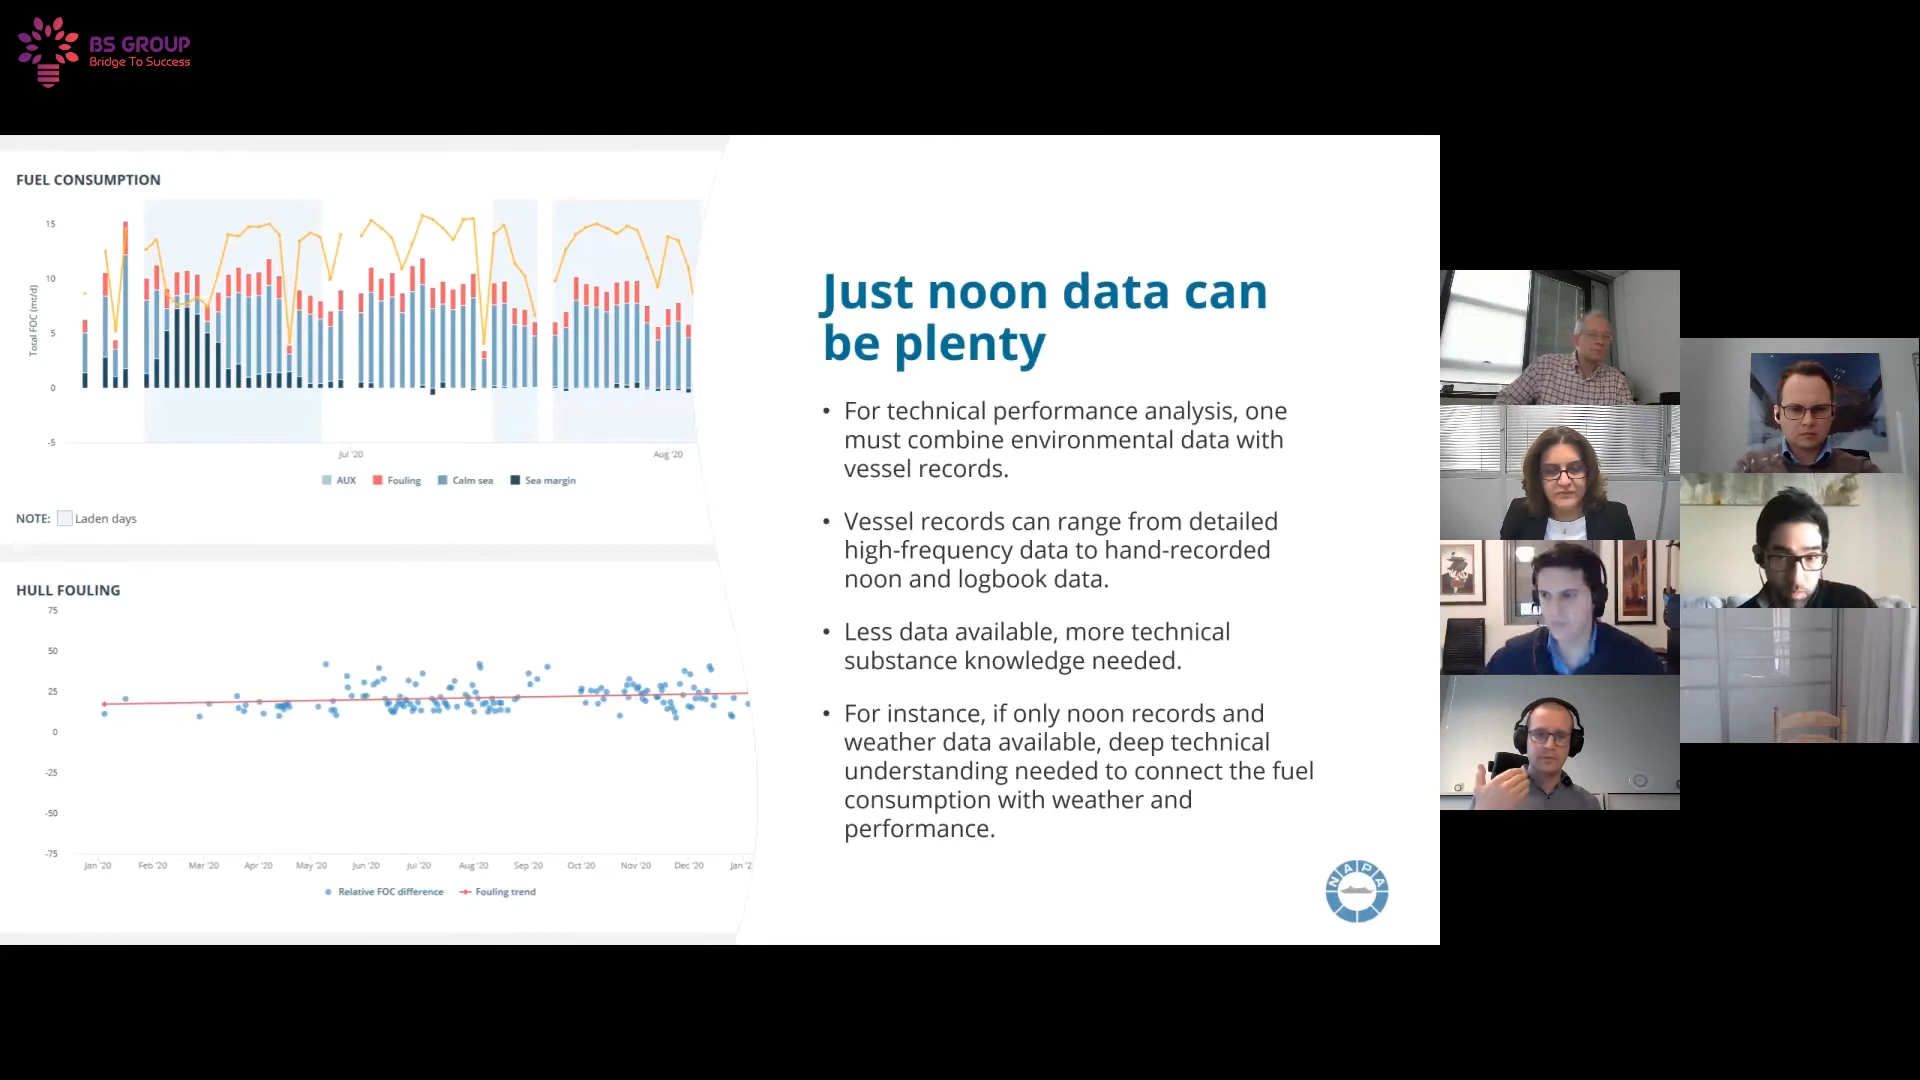 BS GROUP
Bridge To Success
FUEL CONSUMPTION
15
10
5
0
-5
Total FOC (mt/d)
Jul '20
Aug '20
AUX
Fouling
Calm sea
Sea margin
NOTE:
Laden days
HULL FOULING
75
50
25
0
-25
-50
-75
Jan '20
Feb '20
Mar '20
Apr '20
May '20
Jun '20
Jul '20
Aug '20
Sep '20
Oct '20
Nov '20
Dec '20
Jan '2
Relative FOC difference
Fouling trend
Just noon data can
be plenty
• For technical performance analysis, one
must combine environmental data with
vessel records.
• Vessel records can range from detailed
high-frequency data to hand-recorded
noon and logbook data.
• Less data available, more technical
substance knowledge needed.
• For instance, if only noon records and
weather data available, deep technical
understanding needed to connect the fuel
consumption with weather and
performance.
NAPA